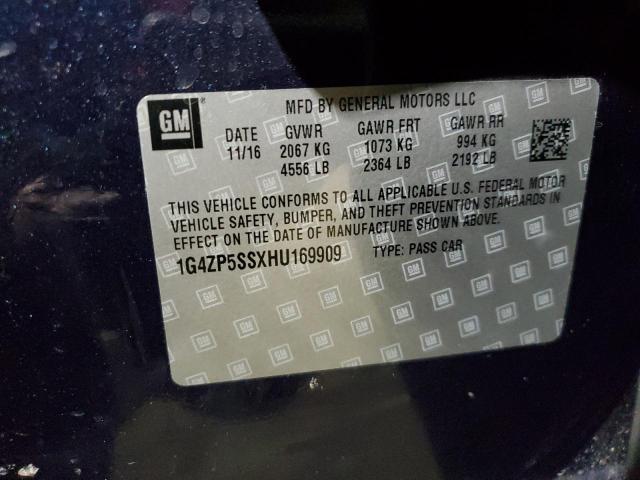 GM
MFD BY GENERAL MOTORS LLC
DATE GVWR GAWR FRT GAWR RR
11/16 2067 KG 1073 KG 994 KG
4556 LB 2364 LB 2192 LB
THIS VEHICLE CONFORMS TO ALL APPLICABLE U.S. FEDERAL MOTOR
VEHICLE SAFETY, BUMPER, AND THEFT PREVENTION STANDARDS IN
EFFECT ON THE DATE OF MANUFACTURE SHOWN ABOVE.
1G4ZP5SSXHU169909 TYPE: PASS CAR